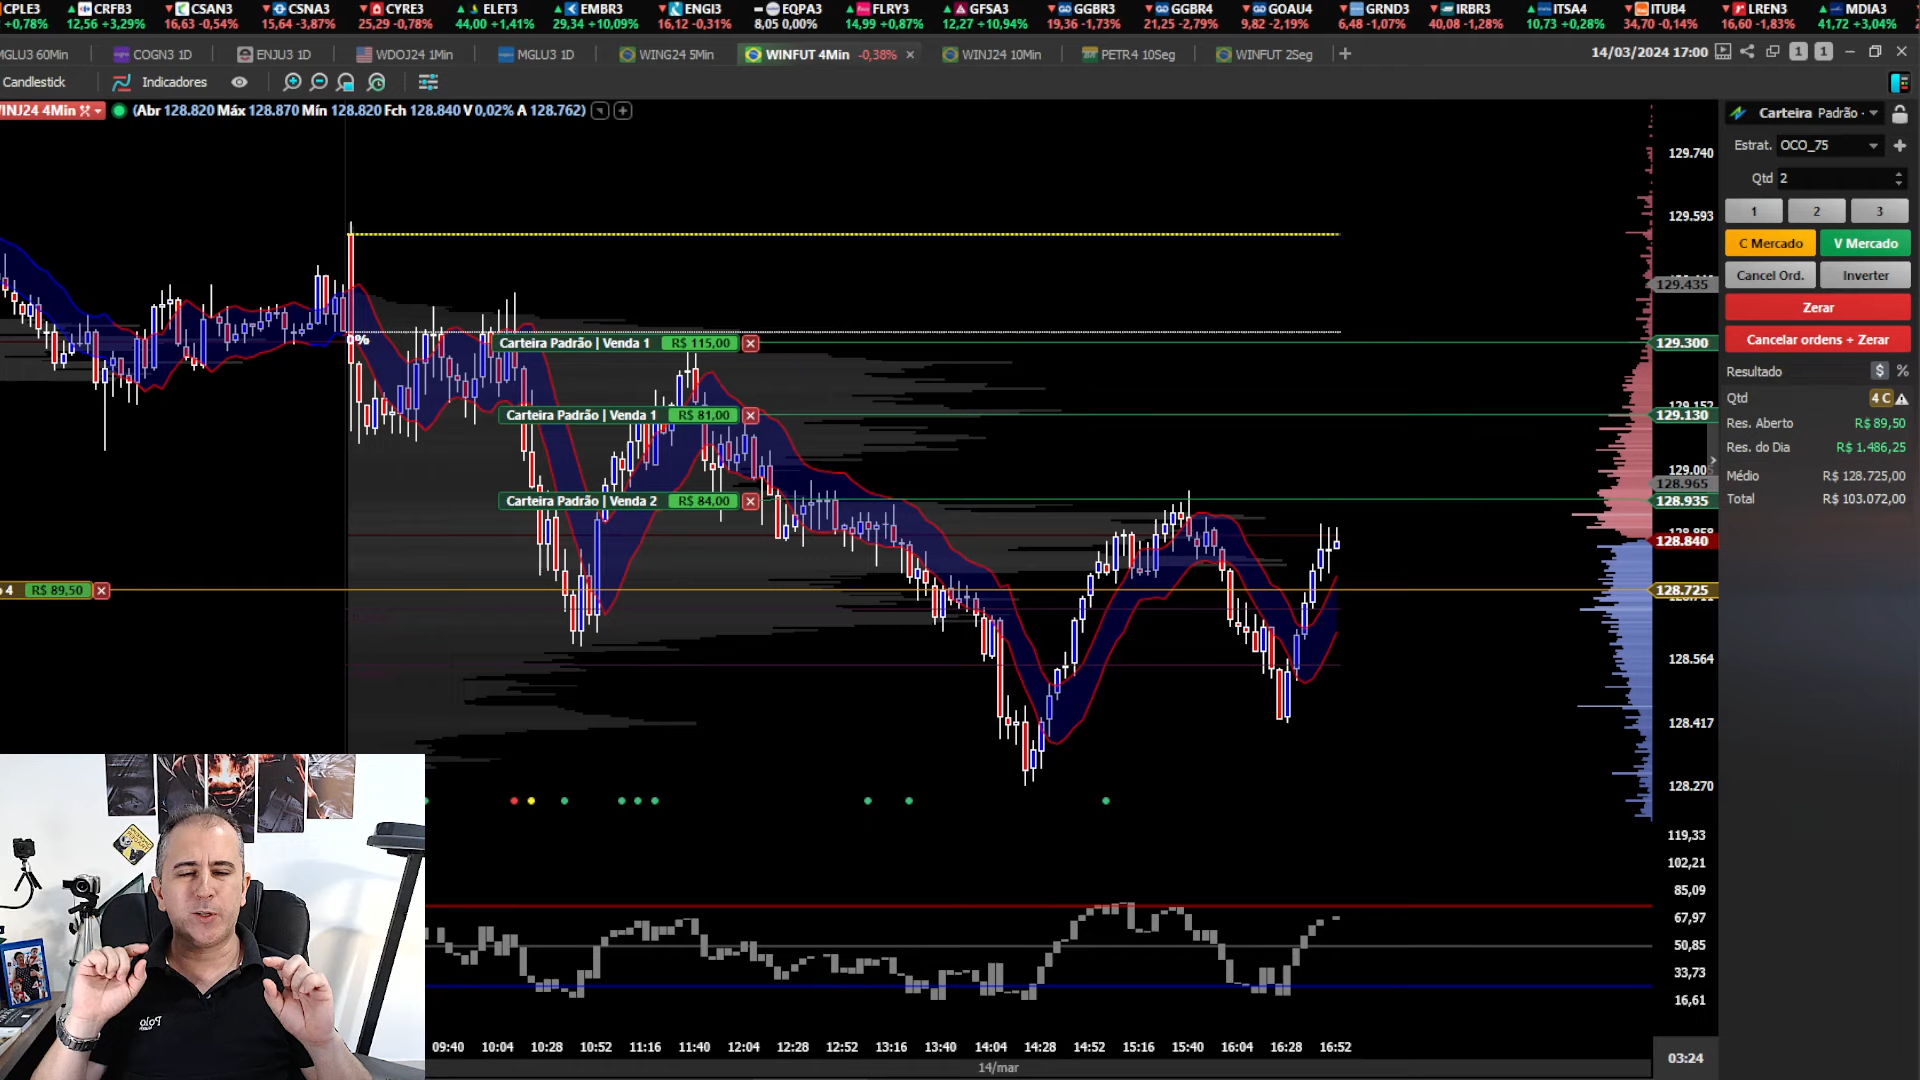 CPLE3 CRFB3 CSAN3 CSNA3 CYRE3 ELET3 EMBR3 ENGI3 EQPA3 FLRY3 GFSA3 GGBR3 GGBR4 GOAU4 GRND3 IRBR3 ITSA4 ITUB4 LREN3 MDIA3
+0,78% 12,56 +3,29% 16,63 -0,54% 15,64 -3,87% 25,29 -0,78% 44,00 +1,41% 29,34 +10,09% 16,12 -0,31% 8,05 0,00% 14,99 +0,87% 12,27 +10,94% 19,36 -1,73% 21,25 -2,79% 9,82 -2,19% 6,48 -1,07% 40,08 -1,28% 10,73 +0,28% 34,70 -0,14% 16,60 -1,83% 41,72 +3,04%
MGLU3 60Min COGN3 1D ENJU3 1D WDOJ24 1Min MGLU3 1D WING24 5Min WINFUT 4Min -0,38% WINJ24 10Min PETR4 10Seg WINFUT 2Seg 14/03/2024 17:00 1 1
Candlestick Indicadores
WINJ24 4Min (Abr 128.820 Máx 128.870 Mín 128.820 Fch 128.840 V 0,02% A 128.762)
Carteira Padrão
Estrat. OCO_75
Qtd 2
1 2 3
C Mercado V Mercado
Cancel Ord. Inverter
Zerar
Cancelar ordens + Zerar
Resultado $ %
Qtd 4 C
Res. Aberto R$ 89,50
Res. do Dia R$ 1.486,25
Médio R$ 128.725,00
Total R$ 103.072,00
129.740
129.593
129.435
0%
Carteira Padrão | Venda 1 R$ 115,00
129.300
129.152
Carteira Padrão | Venda 1 R$ 81,00
129.130
129.005
128.965
Carteira Padrão | Venda 2 R$ 84,00
128.935
128.858
128.840
4 R$ 89,50
128.725
128.564
128.417
128.270
119,33
102,21
85,09
67,97
50,85
33,73
16,61
Polo
09:40 10:04 10:28 10:52 11:16 11:40 12:04 12:28 12:52 13:16 13:40 14:04 14:28 14:52 15:16 15:40 16:04 16:28 16:52
14/mar
03:24